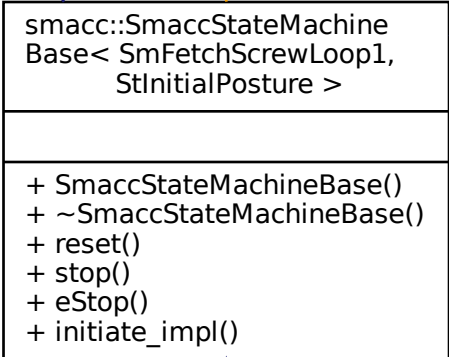 smacc::SmaccStateMachine
Base< SmFetchScrewLoop1,
StInitialPosture >
+ SmaccStateMachineBase()
+ ~SmaccStateMachineBase()
+ reset()
+ stop()
+ eStop()
+ initiate_impl()